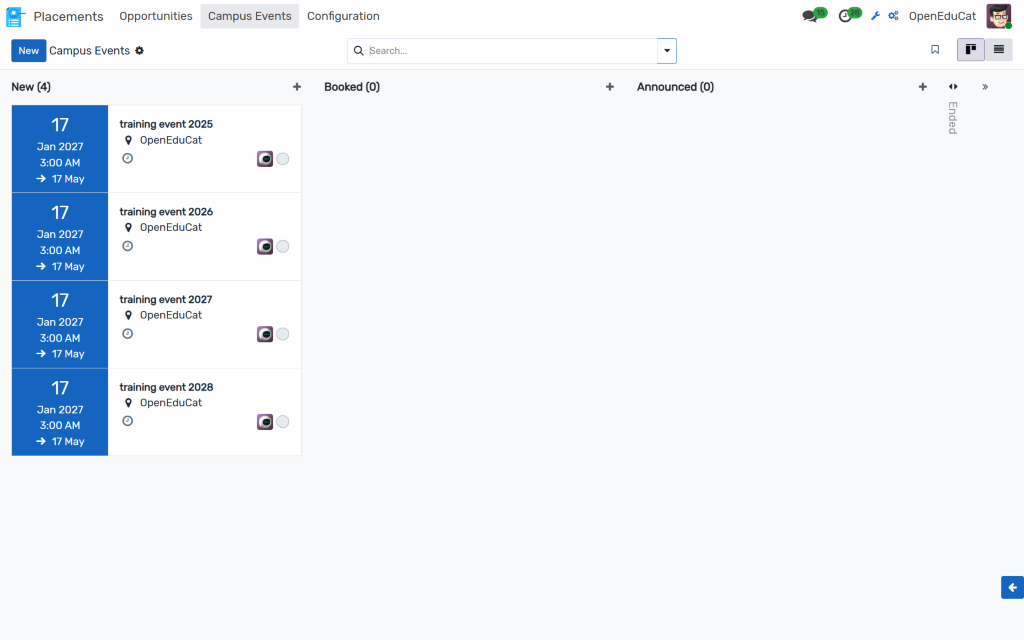 Placements Opportunities Campus Events Configuration 15 28 OpenEduCat
New Campus Events Search...
New (4) Booked (0) Announced (0) Ended
17
Jan 2027
3:00 AM
17 May
training event 2025
OpenEduCat
17
Jan 2027
3:00 AM
17 May
training event 2026
OpenEduCat
17
Jan 2027
3:00 AM
17 May
training event 2027
OpenEduCat
17
Jan 2027
3:00 AM
17 May
training event 2028
OpenEduCat